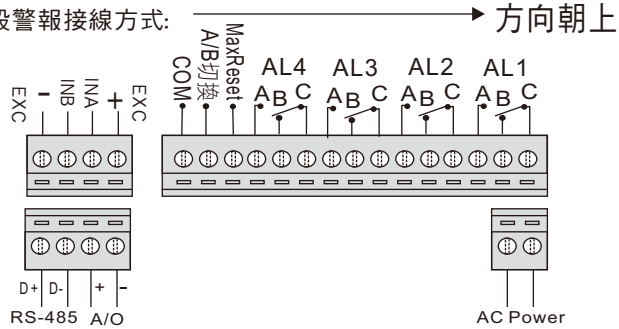 段警報接線方式:
方向朝上
EXC
-
INB
INA
+
EXC
COM
A/B切換
MaxReset
AL4
A B C
AL3
A B C
AL2
A B C
AL1
A B C
D+ D- + -
RS-485 A/O
AC Power